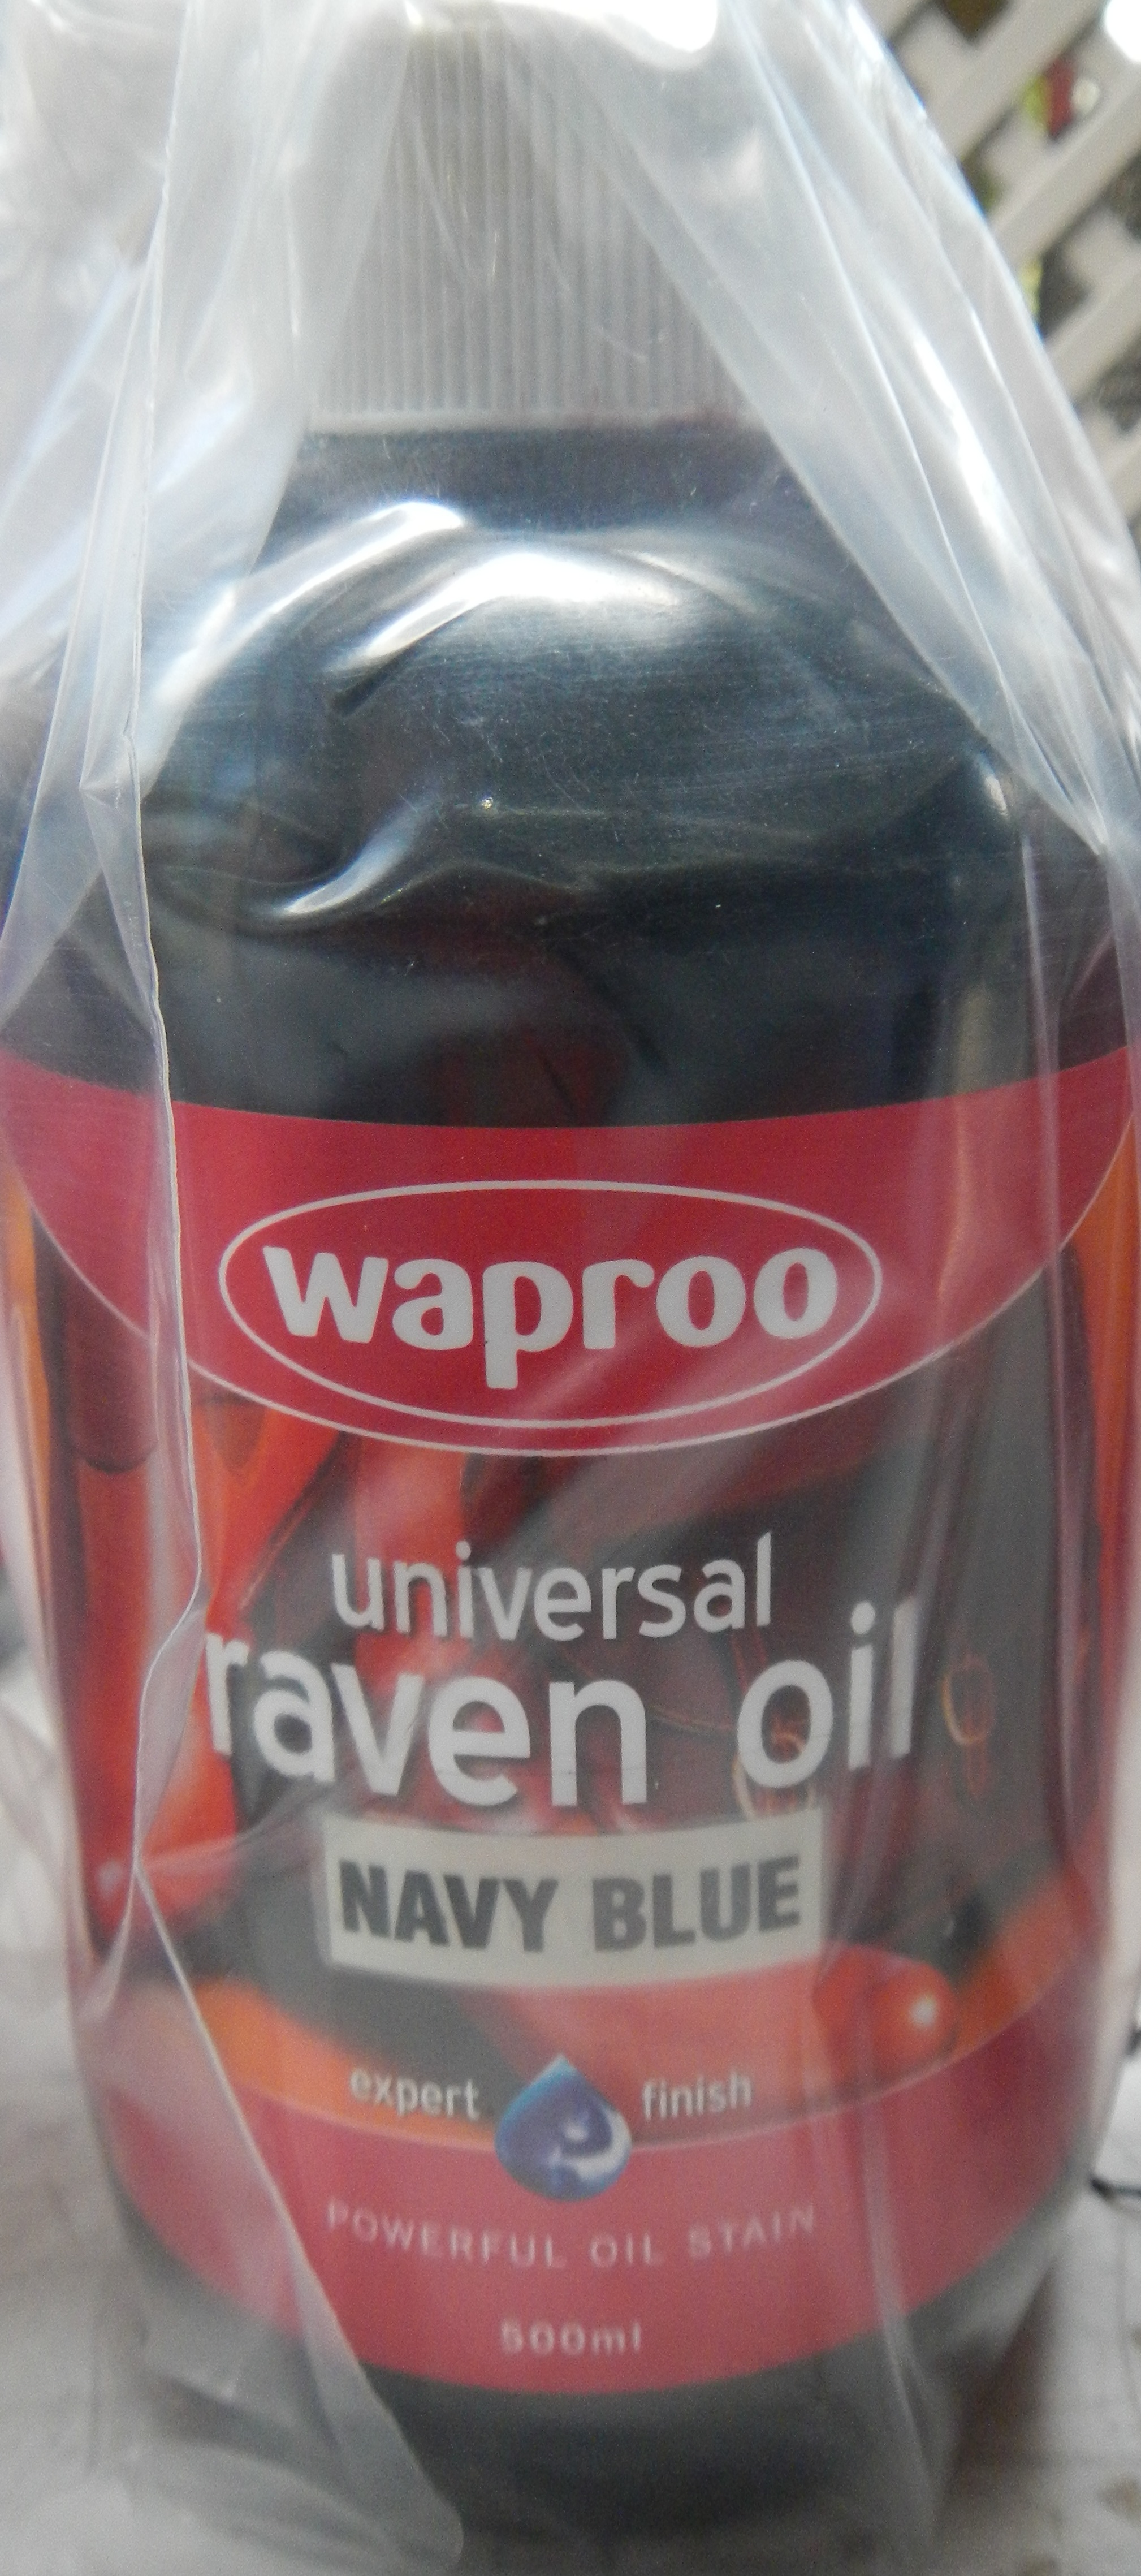 waproo
universal
raven oil
NAVY BLUE
expert finish
POWERFUL OIL STAIN
500ml